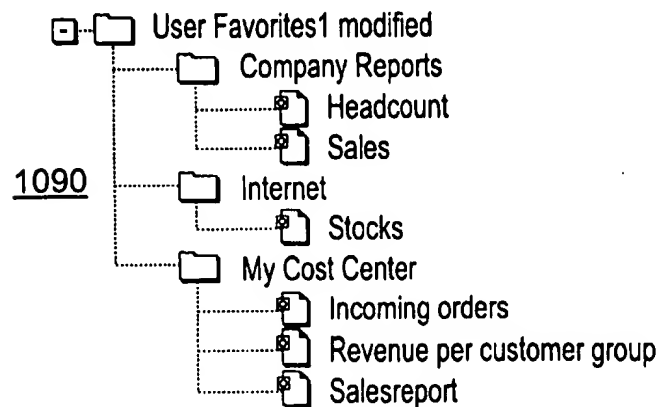 User Favorites1 modified
Company Reports
Headcount
Sales
1090
Internet
Stocks
My Cost Center
Incoming orders
Revenue per customer group
Salesreport